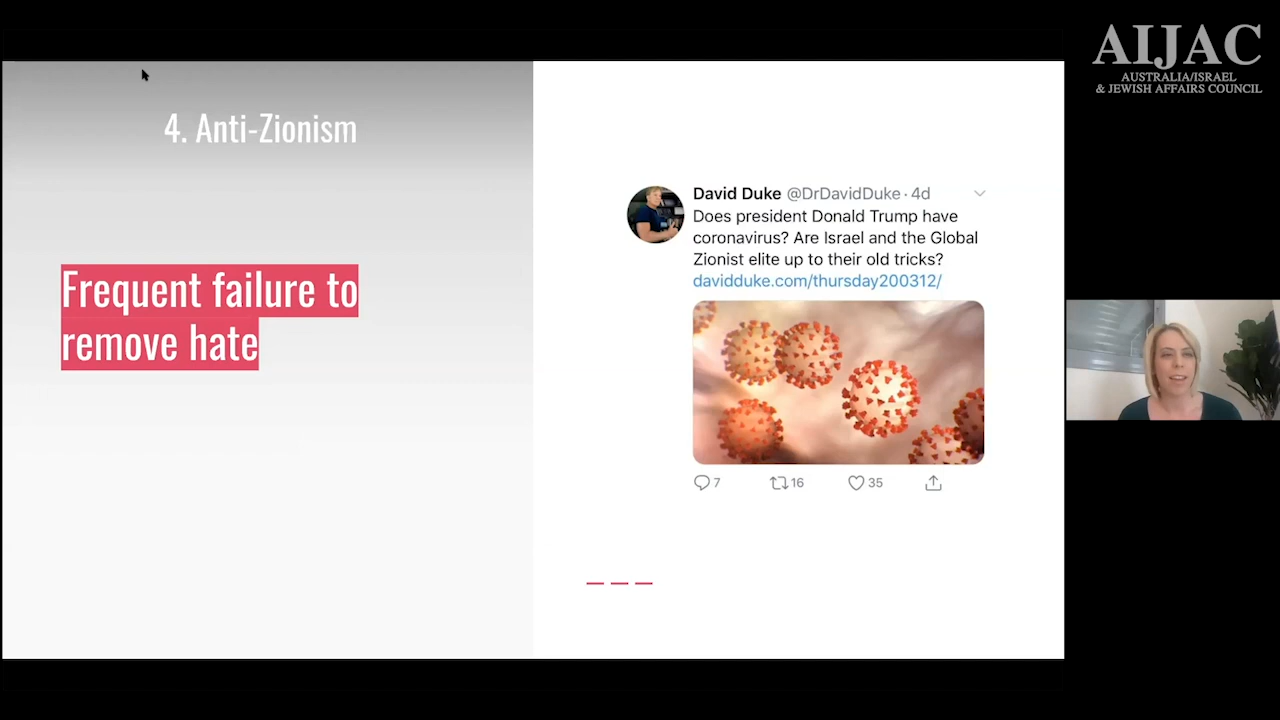 AIJAC
AUSTRALIA/ISRAEL
& JEWISH AFFAIRS COUNCIL
4. Anti-Zionism
Frequent failure to
remove hate
David Duke @DrDavidDuke · 4d
Does president Donald Trump have
coronavirus? Are Israel and the Global
Zionist elite up to their old tricks?
davidduke.com/thursday200312/
7 16 35